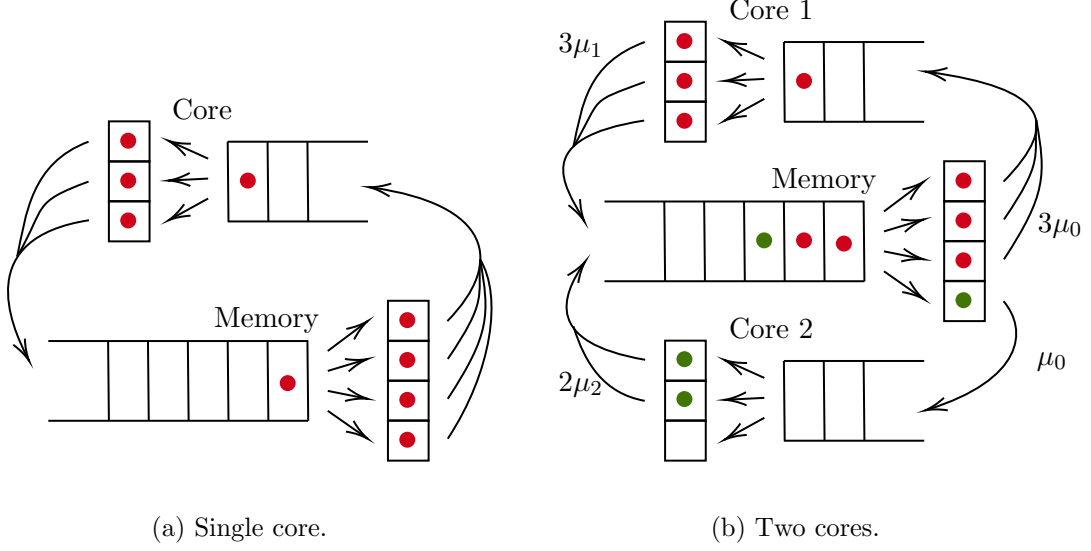 Core
Memory
(a) Single core.
Core 1
3μ₁
Memory
3μ₀
Core 2
2μ₂
μ₀
(b) Two cores.